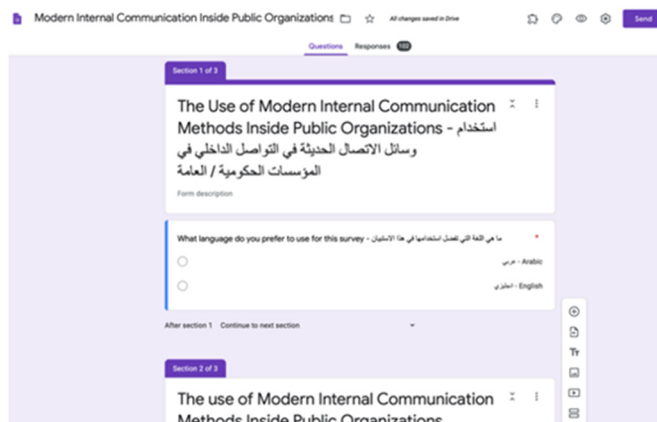 Modern Internal Communication Inside Public Organizations
All changes saved in Drive
Send
Questions Responses 102
Section 1 of 3
The Use of Modern Internal Communication
Methods Inside Public Organizations - استخدام
وسائل الاتصال الحديثة في التواصل الداخلي في
المؤسسات الحكومية / العامة
Form description
What language do you prefer to use for this survey - ما هي اللغة التي تفضل استخدامها في هذا الاستبيان *
عربي - Arabic
انجليزي - English
After section 1 Continue to next section
Section 2 of 3
The use of Modern Internal Communication
Methods Inside Public Organizations